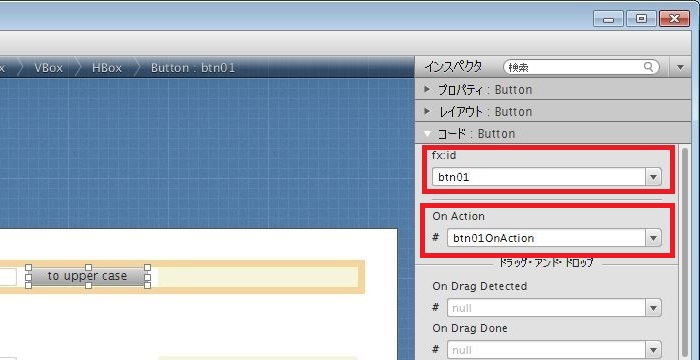 x VBox HBox Button : btn01
インスペクタ 検索
プロパティ : Button
レイアウト : Button
コード : Button
fx:id
btn01
On Action
# btn01OnAction
to upper case
ドラッグ・アンド・ドロップ
On Drag Detected
# null
On Drag Done
# null